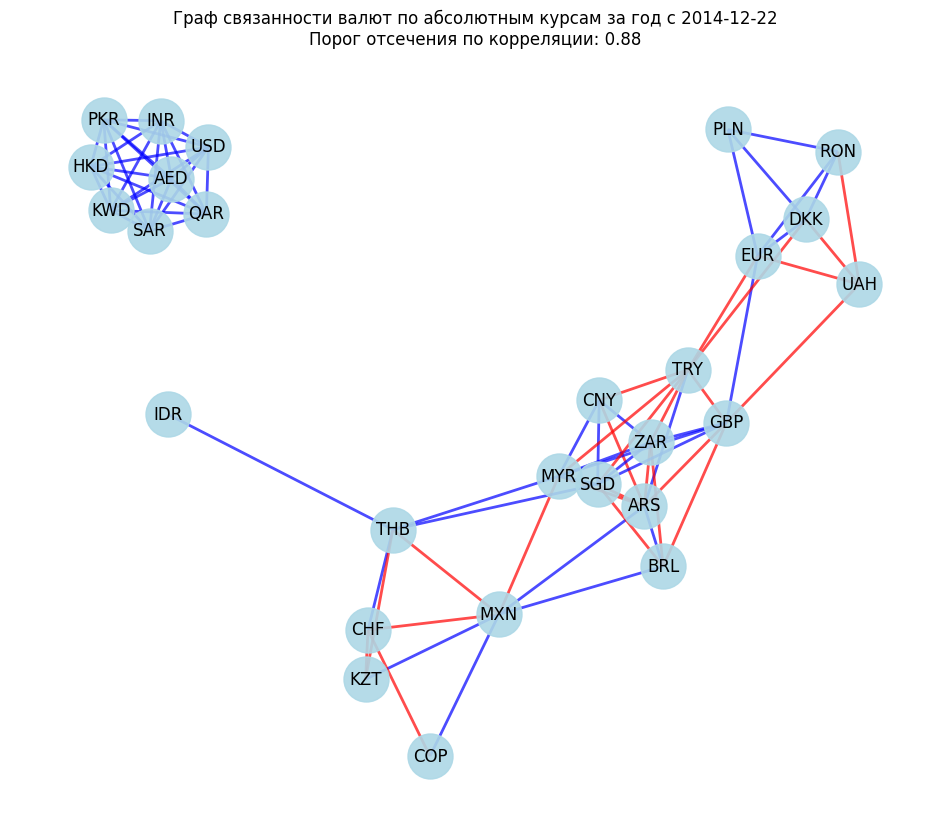 Граф связанности валют по абсолютным курсам за год с 2014-12-22
Порог отсечения по корреляции: 0.88
PKR
INR
USD
HKD
AED
KWD
QAR
SAR
PLN
RON
DKK
EUR
UAH
TRY
CNY
IDR
GBP
ZAR
MYR
SGD
ARS
THB
BRL
MXN
CHF
KZT
COP